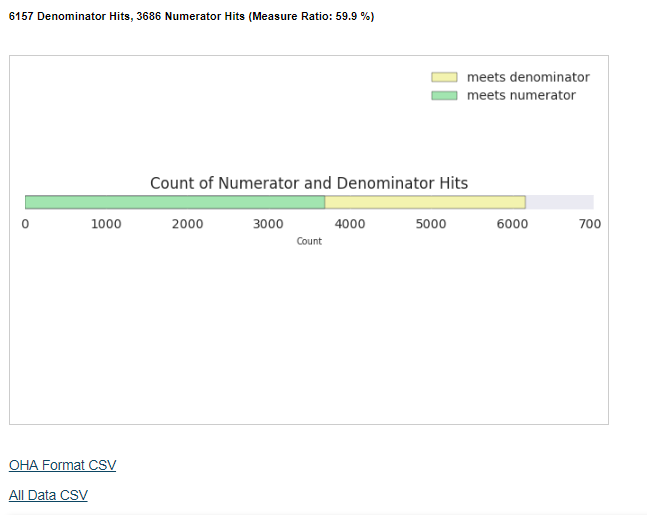 6157 Denominator Hits, 3686 Numerator Hits (Measure Ratio: 59.9 %)
meets denominator
meets numerator
Count of Numerator and Denominator Hits
0 1000 2000 3000 4000 5000 6000 700
Count
OHA Format CSV
All Data CSV